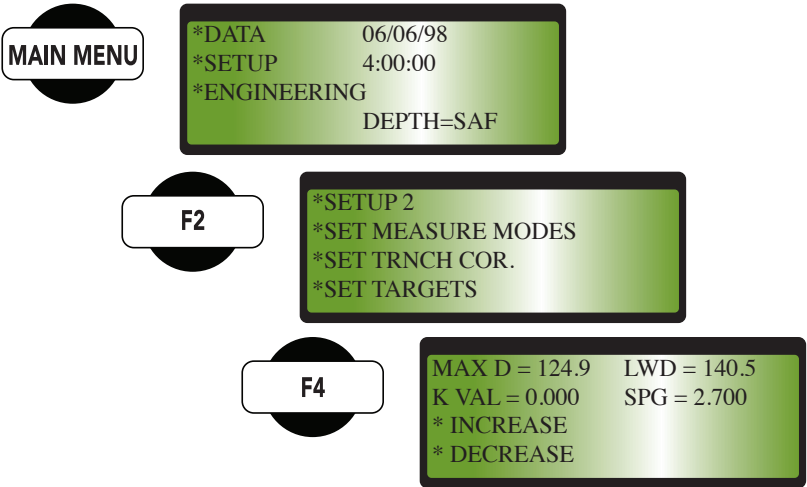 MAIN MENU
*DATA 06/06/98
*SETUP 4:00:00
*ENGINEERING
DEPTH=SAF
F2
*SETUP 2
*SET MEASURE MODES
*SET TRNCH COR.
*SET TARGETS
F4
MAX D = 124.9 LWD = 140.5
K VAL = 0.000 SPG = 2.700
* INCREASE
* DECREASE